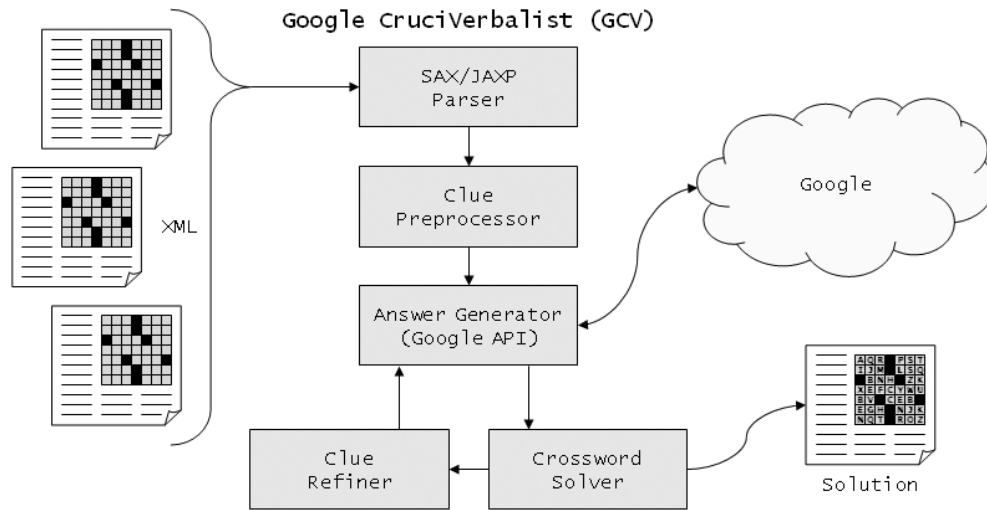 Google CruciVerbalist (GCV)
SAX/JAXP
Parser
Clue
Preprocessor
Google
XML
Answer Generator
(Google API)
Clue
Refiner
Crossword
Solver
Solution